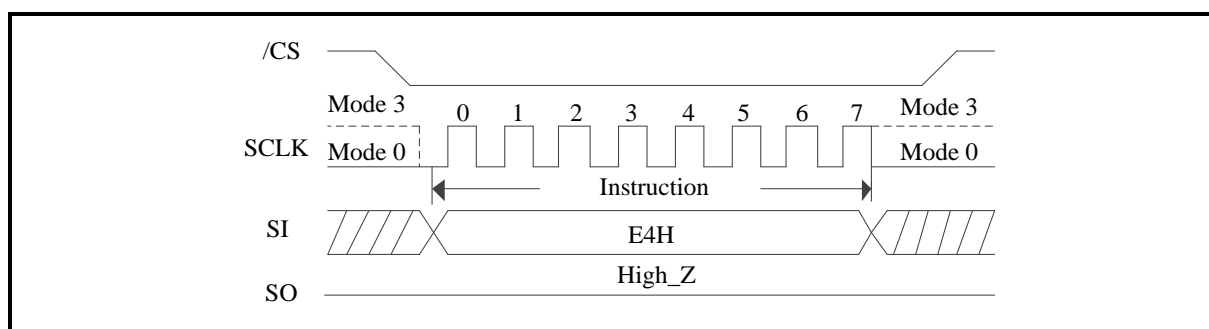 /CS
Mode 3 0 1 2 3 4 5 6 7 Mode 3
SCLK Mode 0 Mode 0
Instruction
SI E4H
High_Z
SO